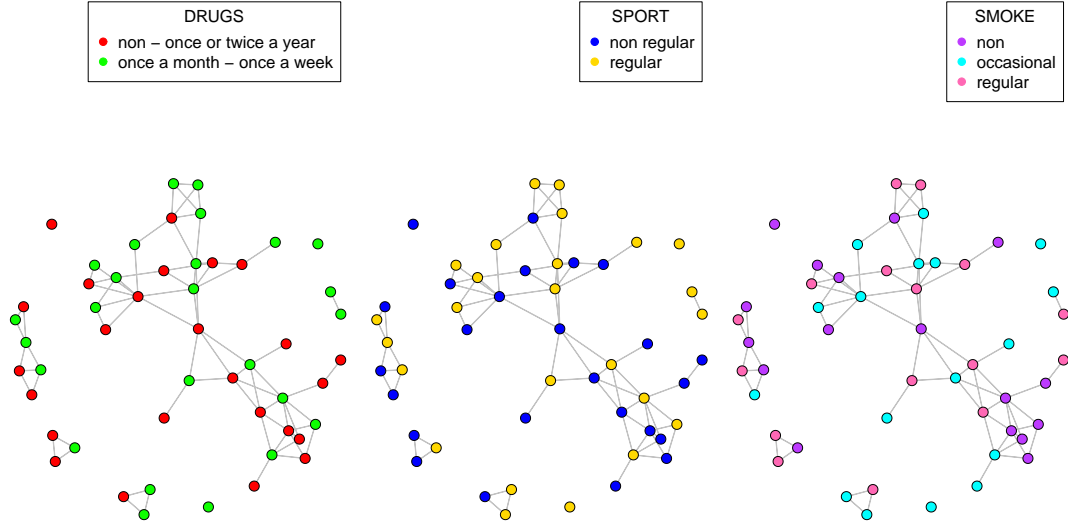 DRUGS
non − once or twice a year
once a month − once a week
SPORT
non regular
regular
SMOKE
non
occasional
regular